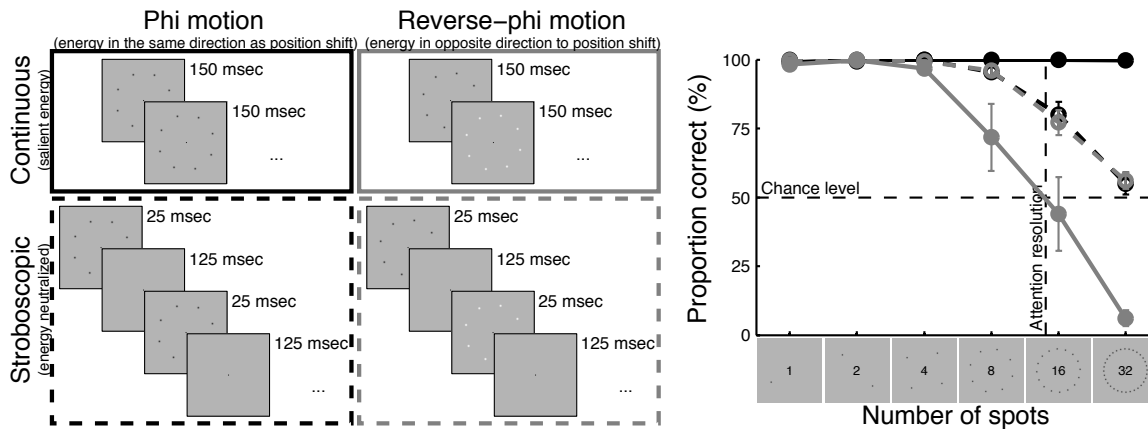 Phi motion
(energy in the same direction as position shift)
Reverse−phi motion
(energy in opposite direction to position shift)
Continuous
(salient energy)
150 msec
150 msec
...
150 msec
150 msec
...
Stroboscopic
(energy neutralized)
25 msec
125 msec
25 msec
125 msec
...
25 msec
125 msec
25 msec
125 msec
...
Proportion correct (%)
100
75
50
25
0
Chance level
Attention resolution
1
2
4
8
16
32
Number of spots